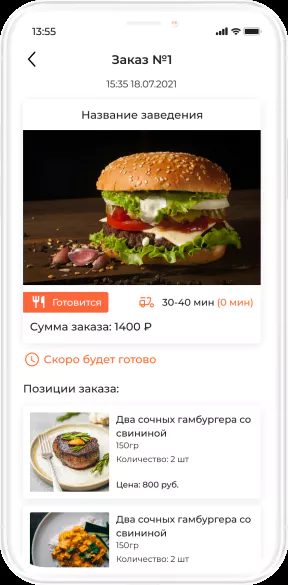 13:55
Заказ №1
15:35 18.07.2021
Название заведения
Готовится
30-40 мин (0 мин)
Сумма заказа: 1400 ₽
Скоро будет готово
Позиции заказа:
Два сочных гамбургера со
свининой
150гр
Количество: 2 шт
Цена: 800 руб.
Два сочных гамбургера со
свининой
150гр
Количество: 2 шт